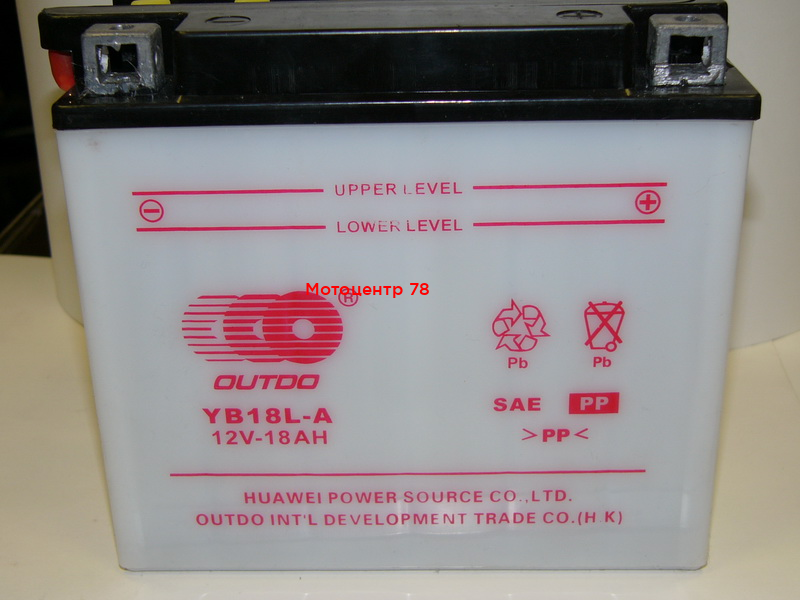 UPPER LEVEL
LOWER LEVEL
Мотоцентр 78
®
OUTDO
YB18L-A
12V-18AH
Pb Pb
SAE PP
>PP<
HUAWEI POWER SOURCE CO.,LTD.
OUTDO INT'L DEVELOPMENT TRADE CO.(H K)